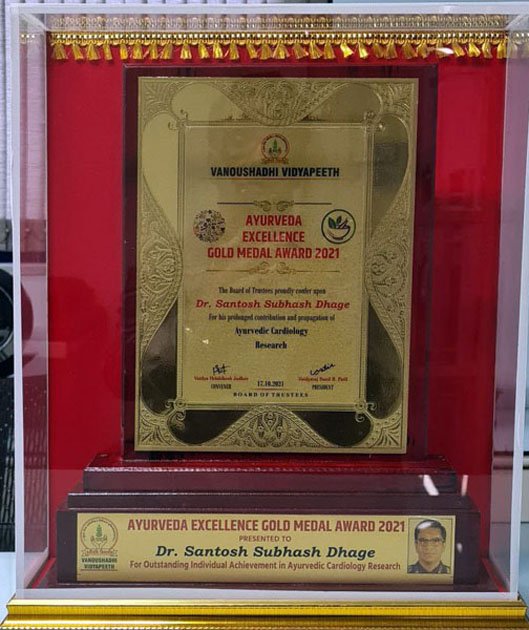 VANOUSHADHI VIDYAPEETH
AYURVEDA
EXCELLENCE
GOLD MEDAL AWARD 2021
The Board of Trustees proudly confer upon
Dr. Santosh Subhash Dhage
For his prolonged contribution and propagation of
Ayurvedic Cardiology
Research
CONVENER
17.10.2021
PRESIDENT
BOARD OF TRUSTEES
VANOUSHADHI
VIDYAPEETH
AYURVEDA EXCELLENCE GOLD MEDAL AWARD 2021
PRESENTED TO
Dr. Santosh Subhash Dhage
For Outstanding Individual Achievement in Ayurvedic Cardiology Research